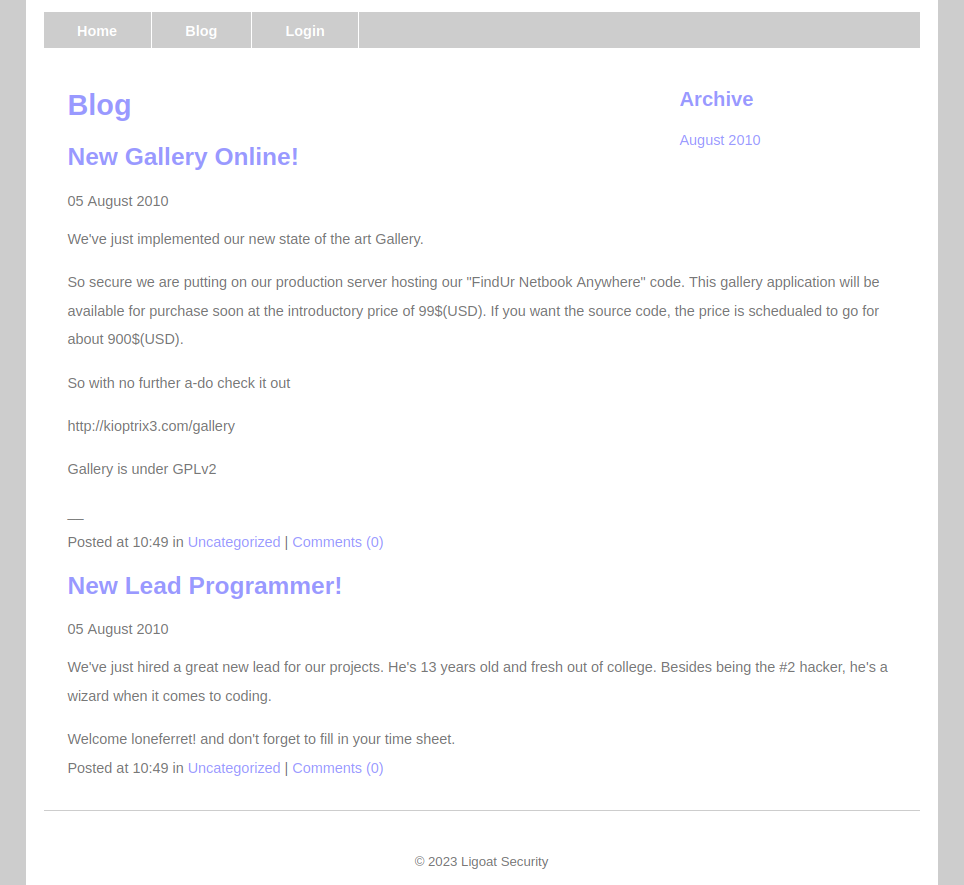 Home Blog Login
Blog
Archive
August 2010
New Gallery Online!
05 August 2010
We've just implemented our new state of the art Gallery.
So secure we are putting on our production server hosting our "FindUr Netbook Anywhere" code. This gallery application will be
available for purchase soon at the introductory price of 99$(USD). If you want the source code, the price is schedualed to go for
about 900$(USD).
So with no further a-do check it out
http://kioptrix3.com/gallery
Gallery is under GPLv2
__
Posted at 10:49 in Uncategorized | Comments (0)
New Lead Programmer!
05 August 2010
We've just hired a great new lead for our projects. He's 13 years old and fresh out of college. Besides being the #2 hacker, he's a
wizard when it comes to coding.
Welcome loneferret! and don't forget to fill in your time sheet.
Posted at 10:49 in Uncategorized | Comments (0)
© 2023 Ligoat Security